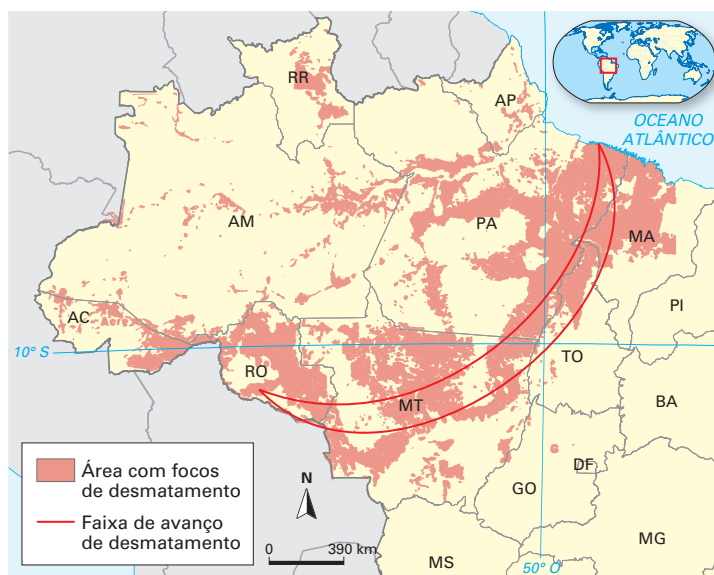 RR
AP
OCEANO
ATLÂNTICO
AM
PA
MA
AC
PI
10° S
RO
TO
MT
BA
DF
GO
MG
MS
50° O
Área com focos
de desmatamento
Faixa de avanço
de desmatamento
N
0 390 km